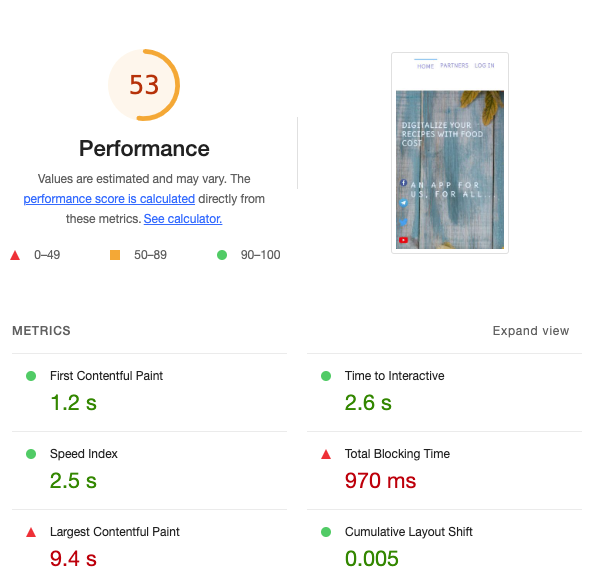 53
Performance
Values are estimated and may vary. The
performance score is calculated directly from
these metrics. See calculator.
0–49
50–89
90–100
HOME PARTNERS LOG IN
DIGITALIZE YOUR
RECIPES WITH FOOD
COST
AN APP FOR
US, FOR ALL...
METRICS
Expand view
First Contentful Paint
1.2 s
Time to Interactive
2.6 s
Speed Index
2.5 s
Total Blocking Time
970 ms
Largest Contentful Paint
9.4 s
Cumulative Layout Shift
0.005